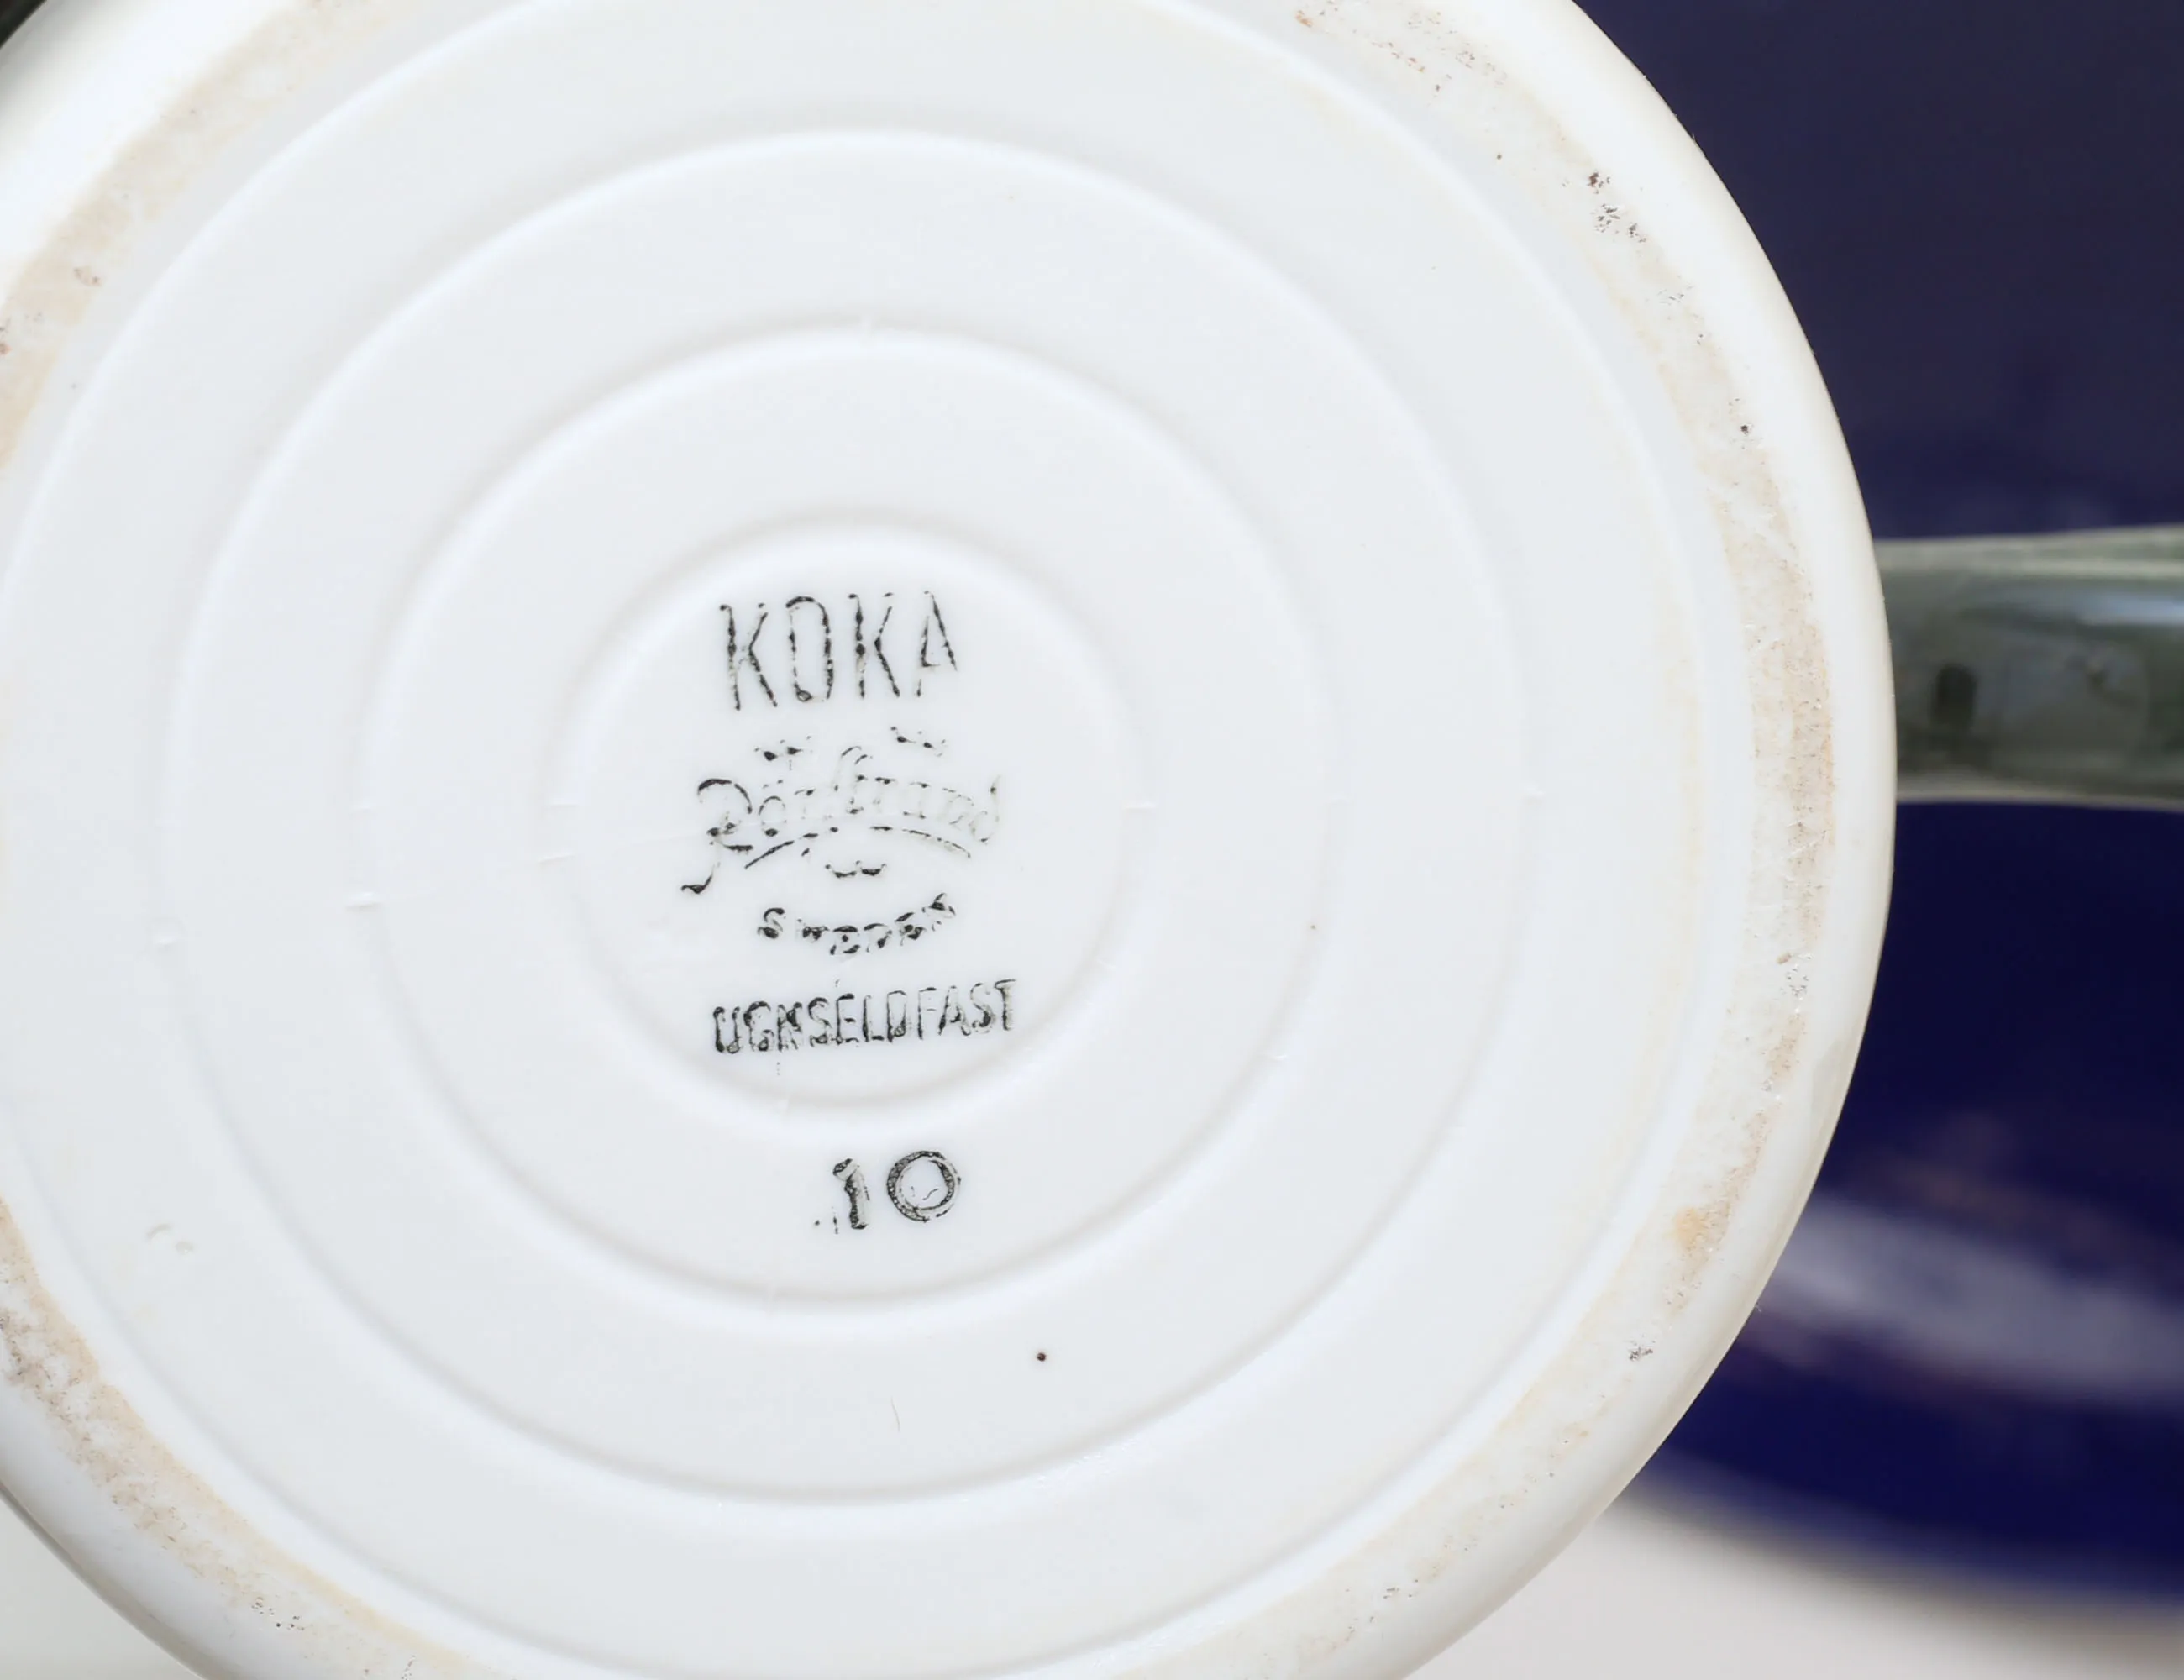 KOKA
Rörstrand
SWEDEN
UGNSELDFAST
10